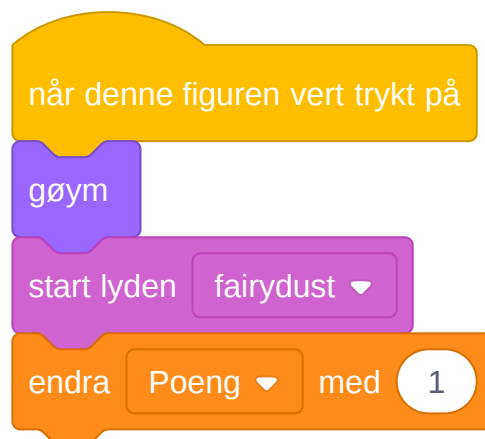 når denne figuren vert trykt på
gøym
start lyden fairydust
endra Poeng med 1